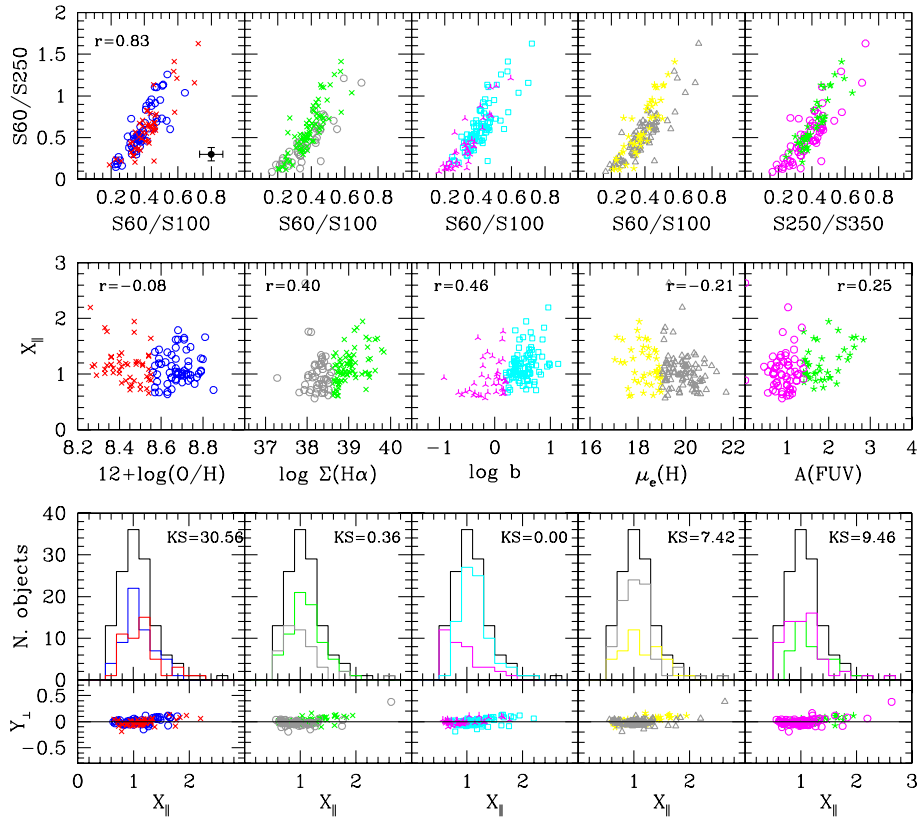 2
1.5
1
0.5
0
S60/S250
r=0.83
0.2 0.4 0.6 0.8
0.2 0.4 0.6 0.8
0.2 0.4 0.6 0.8
0.2 0.4 0.6 0.8
0.2 0.4 0.6 0.8
S60/S100
S60/S100
S60/S100
S60/S100
S250/S350
3
2
1
0
X∥
r=−0.08
r=0.40
r=0.46
r=−0.21
r=0.25
8.2 8.4 8.6 8.8
37 38 39 40
−1 0 1
16 18 20 22
0 1 2 3 4
12+log(O/H)
log Σ(Hα)
log b
μe(H)
A(FUV)
40
30
20
10
0
N. objects
KS=30.56
KS=0.36
KS=0.00
KS=7.42
KS=9.46
0.5
0
−0.5
Y⊥
0 1 2
1 2
1 2
1 2
1 2 3
X∥
X∥
X∥
X∥
X∥